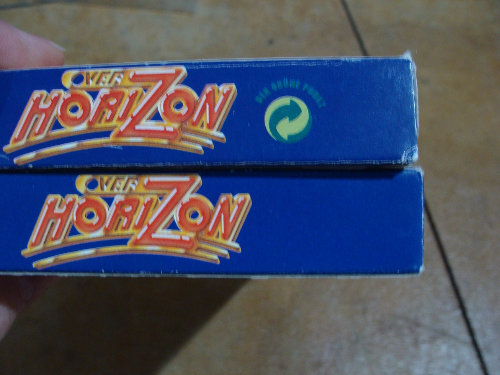 OVER
HORIZON
DER GRÜNE PUNKT
OVER
HORIZON